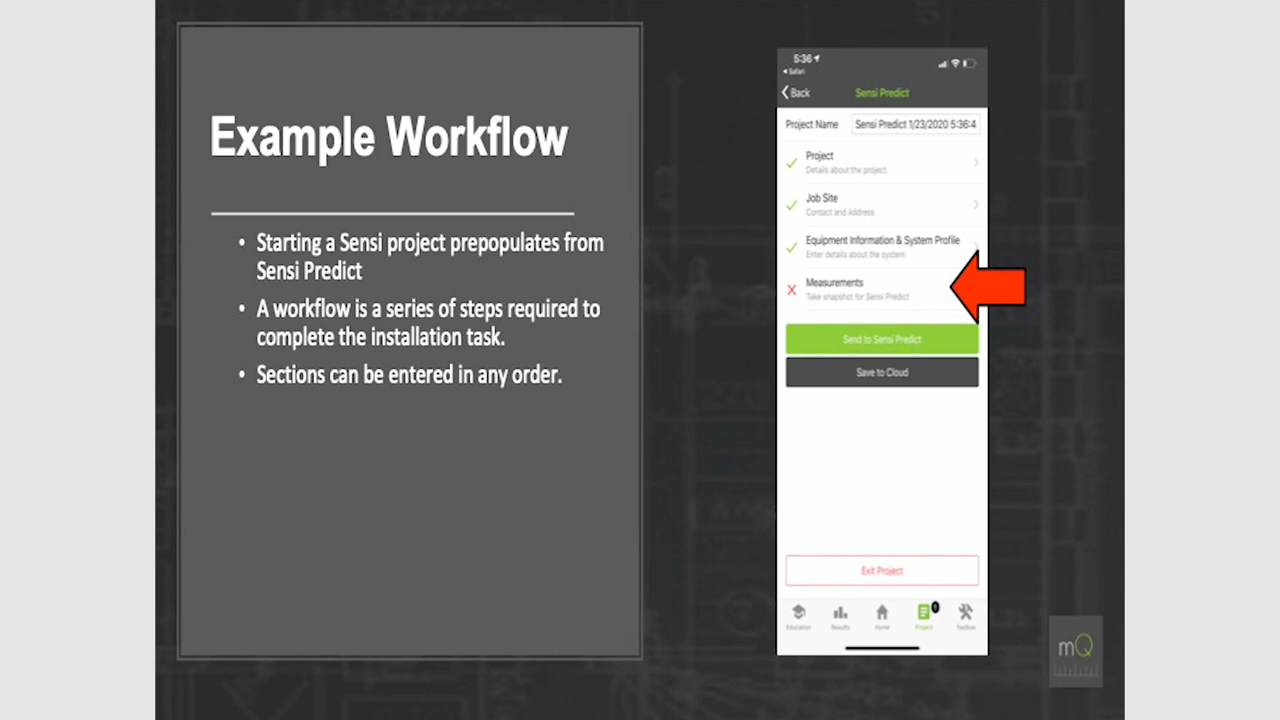 Example Workflow
• Starting a Sensi project prepopulates from
Sensi Predict
• A workflow is a series of steps required to
complete the installation task.
• Sections can be entered in any order.
5:36
Safari
Back
Sensi Predict
Project Name
Sensi Predict 1/23/2020 5:36:4
Project
Details about the project
Job Site
Contact and Address
Equipment Information & System Profile
Enter details about the system
Measurements
Take snapshot for Sensi Predict
Send to Sensi Predict
Save to Cloud
Exit Project
Education
Results
Home
Project
Toolbox
mQ